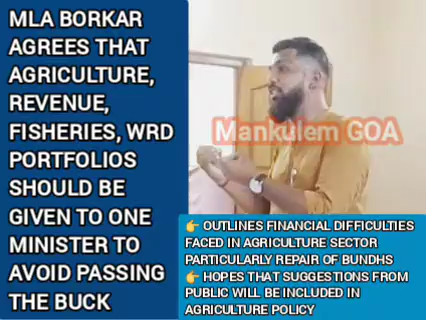 MLA BORKAR
AGREES THAT
AGRICULTURE,
REVENUE,
FISHERIES, WRD
PORTFOLIOS
SHOULD BE
GIVEN TO ONE
MINISTER TO
AVOID PASSING
THE BUCK
Mankulem GOA
👉 OUTLINES FINANCIAL DIFFICULTIES
FACED IN AGRICULTURE SECTOR
PARTICULARLY REPAIR OF BUNDHS
👉 HOPES THAT SUGGESTIONS FROM
PUBLIC WILL BE INCLUDED IN
AGRICULTURE POLICY